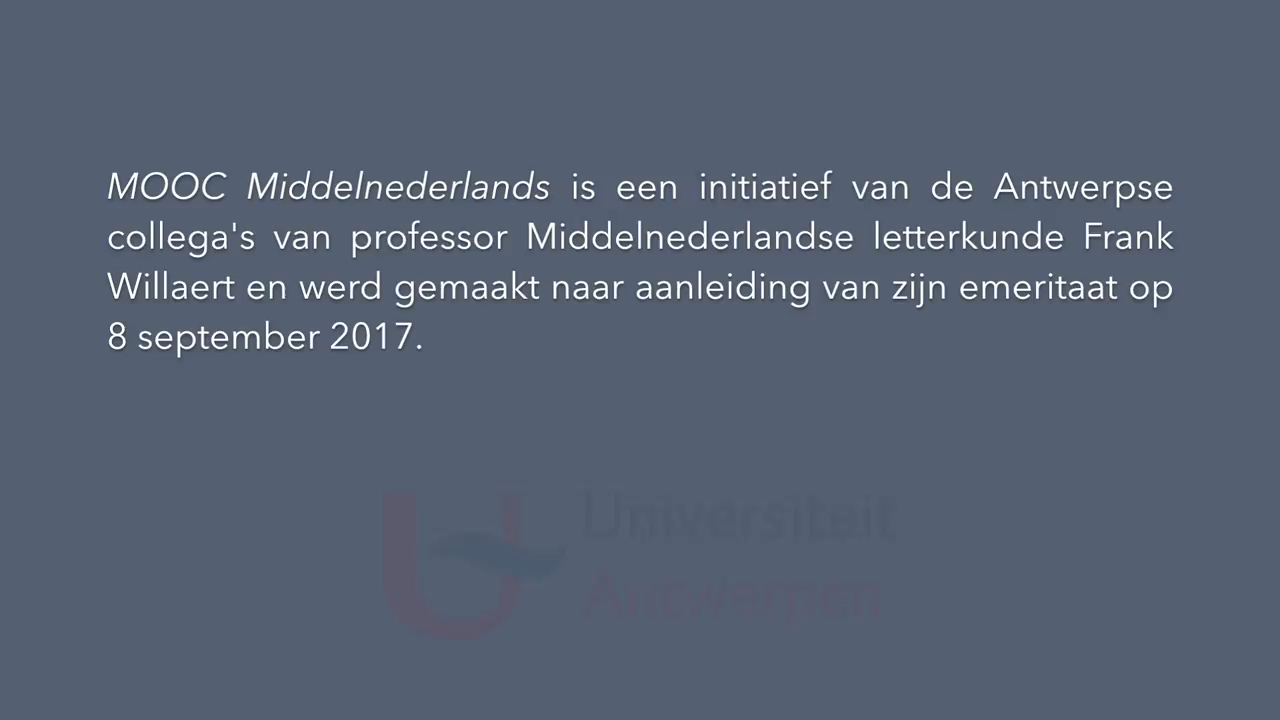 MOOC Middelnederlands is een initiatief van de Antwerpse
collega's van professor Middelnederlandse letterkunde Frank
Willaert en werd gemaakt naar aanleiding van zijn emeritaat op
8 september 2017.
Universiteit
Antwerpen